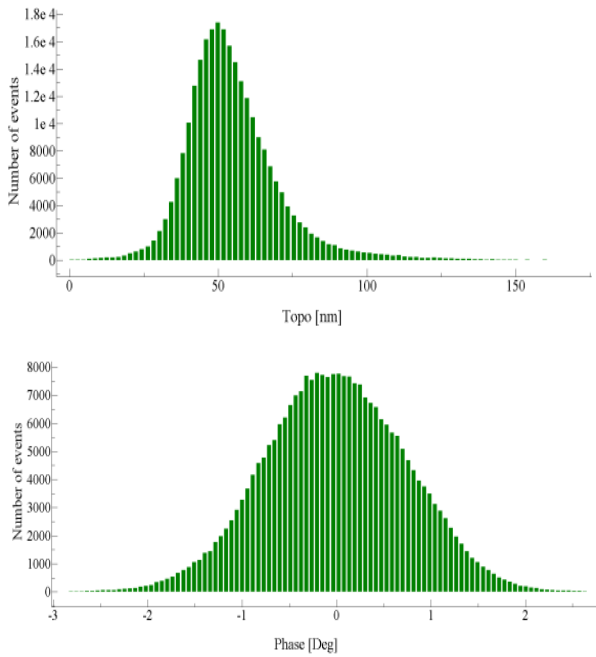 1.8e 4
1.6e 4
1.4e 4
1.2e 4
1e 4
8000
6000
4000
2000
0
Number of events
0 50 100 150
Topo [nm]
8000
7000
6000
5000
4000
3000
2000
1000
0
Number of events
-3 -2 -1 0 1 2
Phase [Deg]